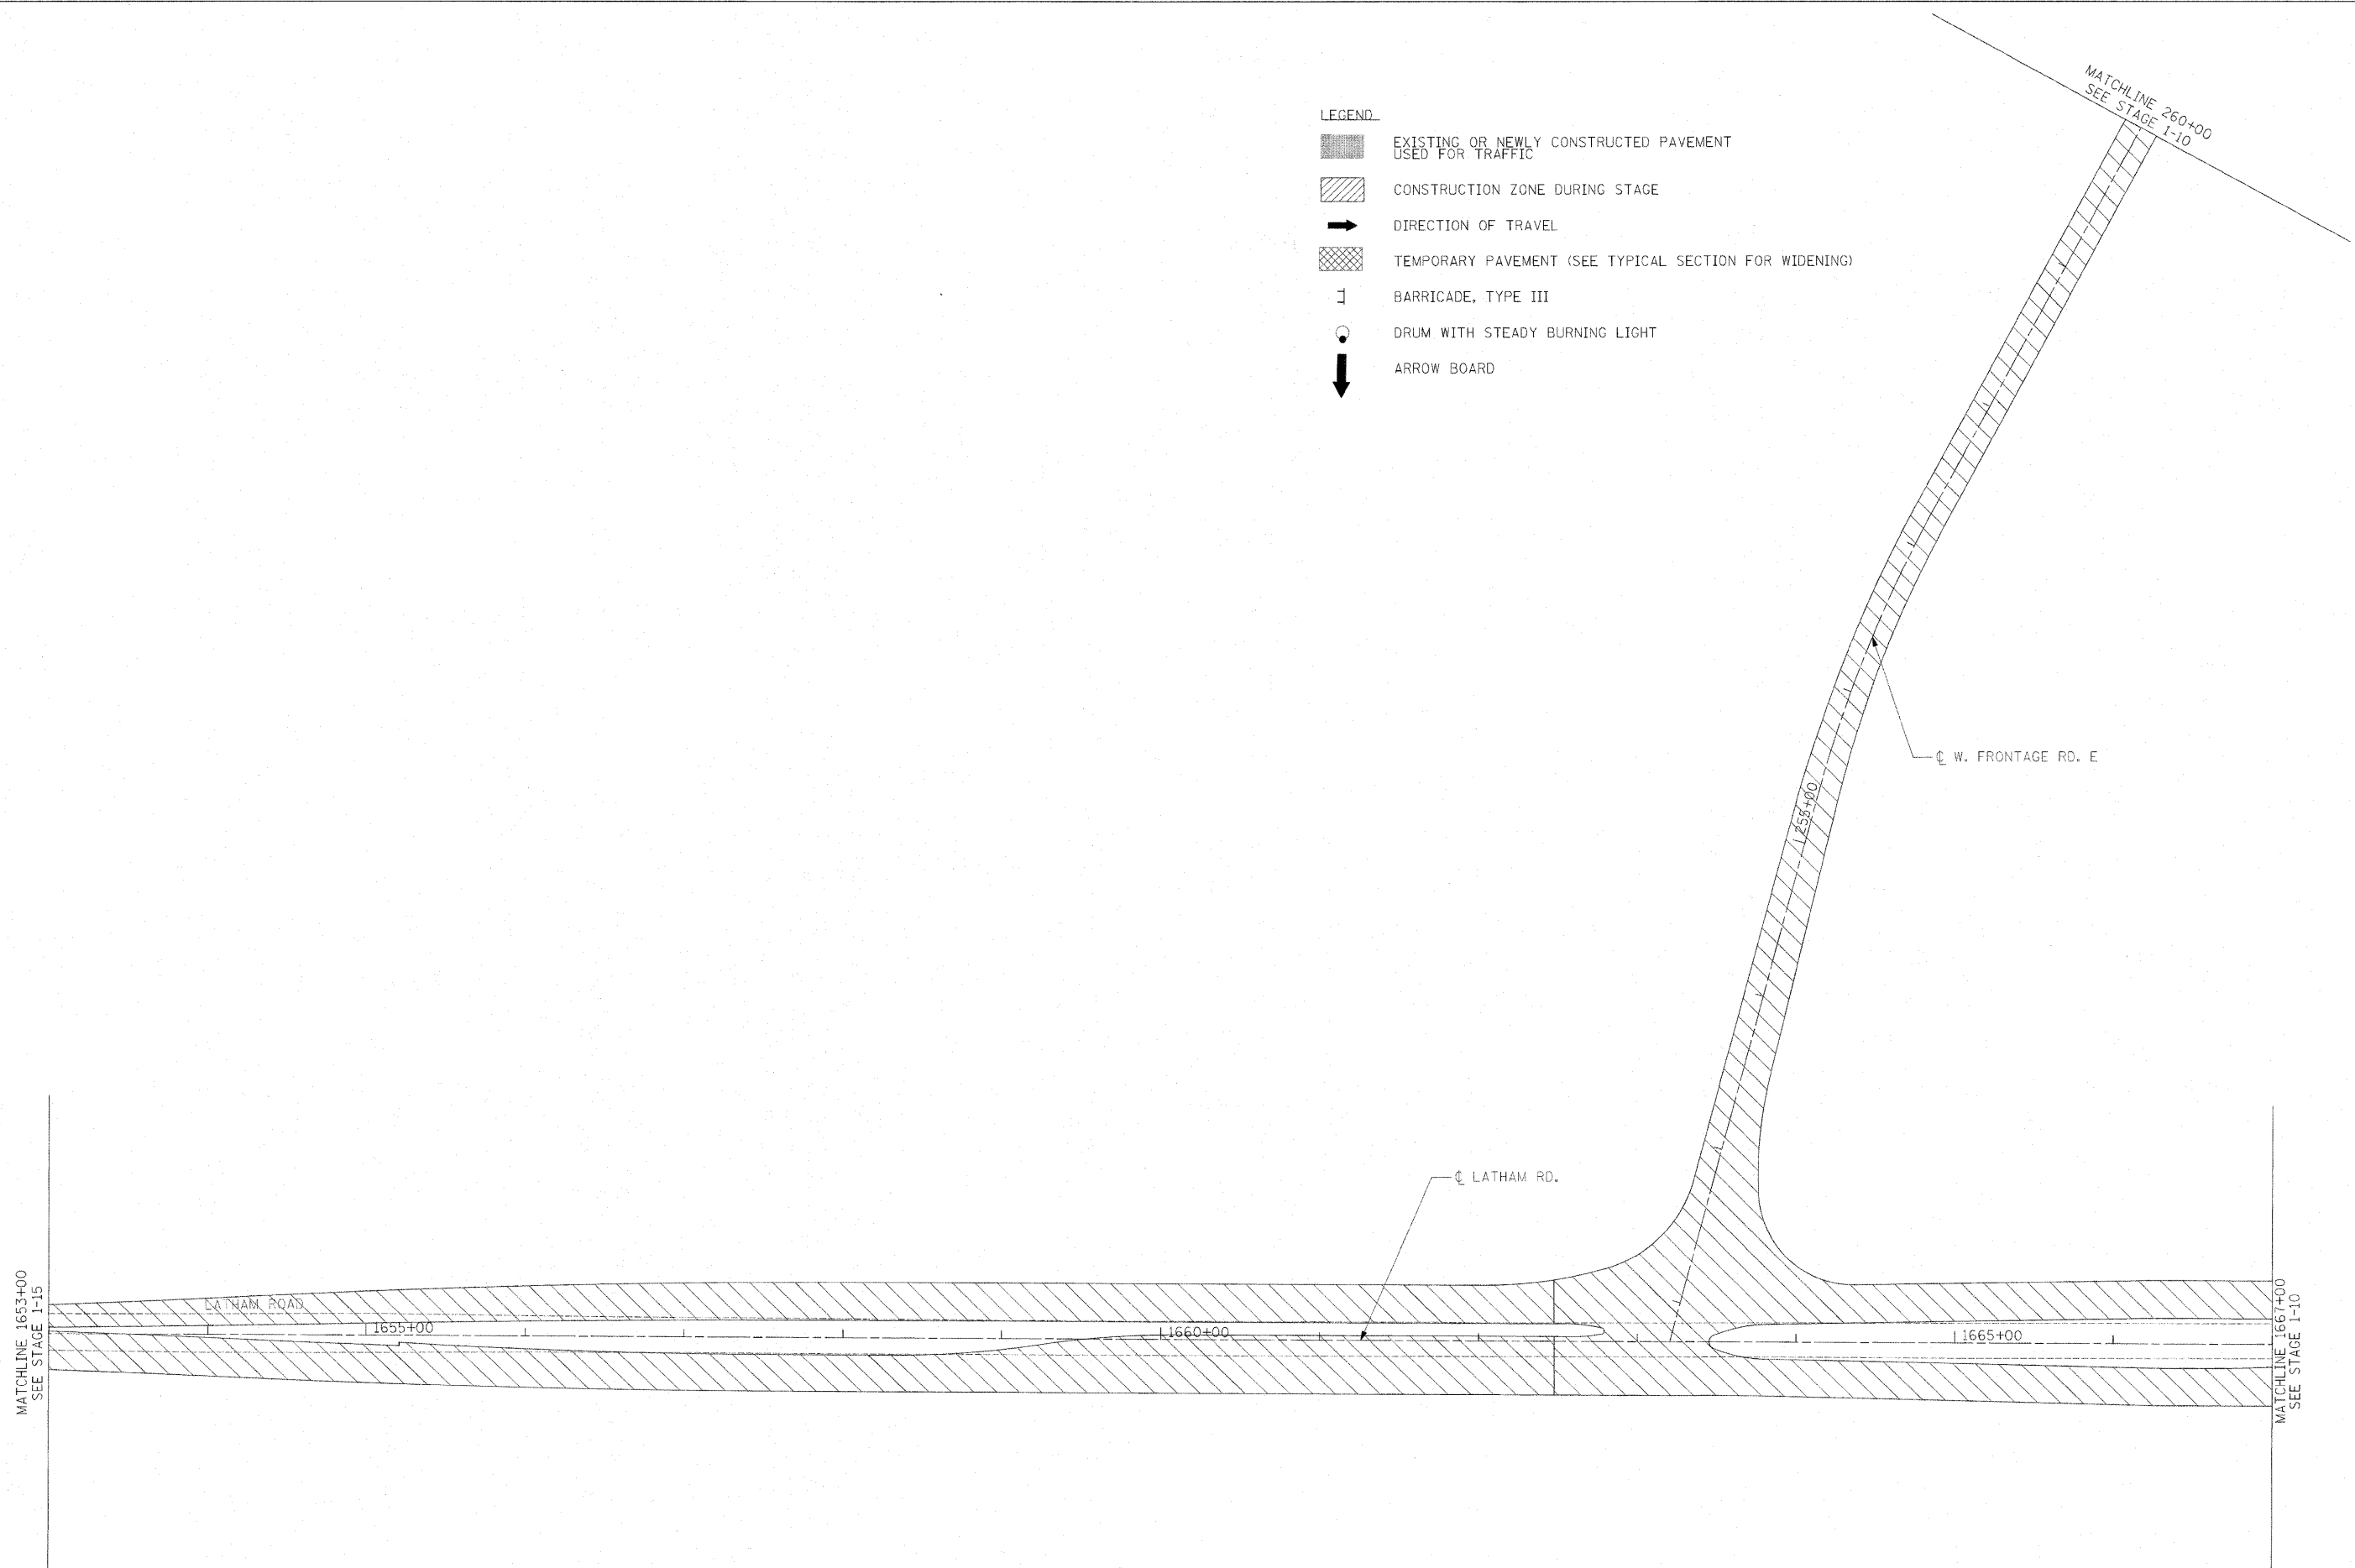 MATCHLINE 260+00
SEE STAGE 1-10
LEGEND
EXISTING OR NEWLY CONSTRUCTED PAVEMENT
USED FOR TRAFFIC
CONSTRUCTION ZONE DURING STAGE
DIRECTION OF TRAVEL
TEMPORARY PAVEMENT (SEE TYPICAL SECTION FOR WIDENING)
BARRICADE, TYPE III
DRUM WITH STEADY BURNING LIGHT
ARROW BOARD
℄ W. FRONTAGE RD. E
255+00
℄ LATHAM RD.
MATCHLINE 1653+00
SEE STAGE 1-15
LATHAM ROAD
1655+00
1660+00
1665+00
MATCHLINE 1667+00
SEE STAGE 1-10